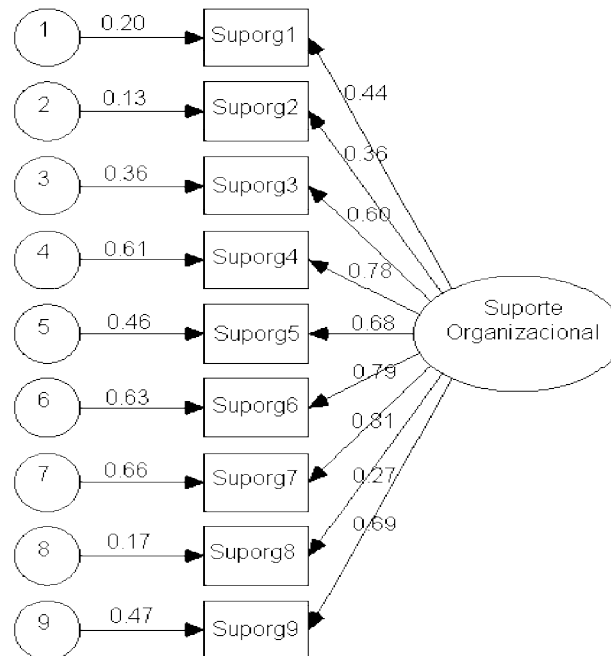 1 0.20 Suporg1
0.44
2 0.13 Suporg2
0.36
3 0.36 Suporg3
0.60
4 0.61 Suporg4
0.78
Suporte
Organizacional
5 0.46 Suporg5 0.68
0.79
6 0.63 Suporg6
0.81
7 0.66 Suporg7
0.27
8 0.17 Suporg8
0.69
9 0.47 Suporg9